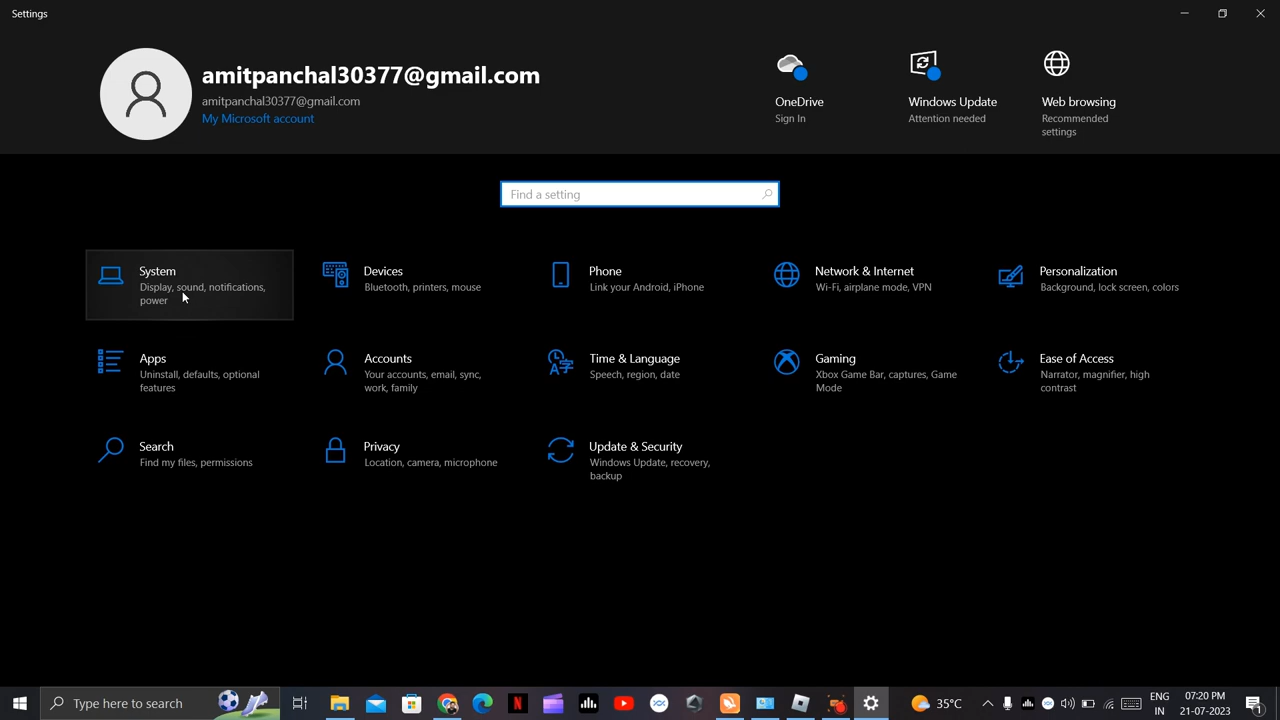 Settings
amitpanchal30377@gmail.com
amitpanchal30377@gmail.com
My Microsoft account
OneDrive
Sign In
Windows Update
Attention needed
Web browsing
Recommended
settings
Find a setting
System
Display, sound, notifications,
power
Devices
Bluetooth, printers, mouse
Phone
Link your Android, iPhone
Network & Internet
Wi-Fi, airplane mode, VPN
Personalization
Background, lock screen, colors
Apps
Uninstall, defaults, optional
features
Accounts
Your accounts, email, sync,
work, family
Time & Language
Speech, region, date
Gaming
Xbox Game Bar, captures, Game
Mode
Ease of Access
Narrator, magnifier, high
contrast
Search
Find my files, permissions
Privacy
Location, camera, microphone
Update & Security
Windows Update, recovery,
backup
Type here to search
35°C
ENG
IN
07:20 PM
21-07-2023